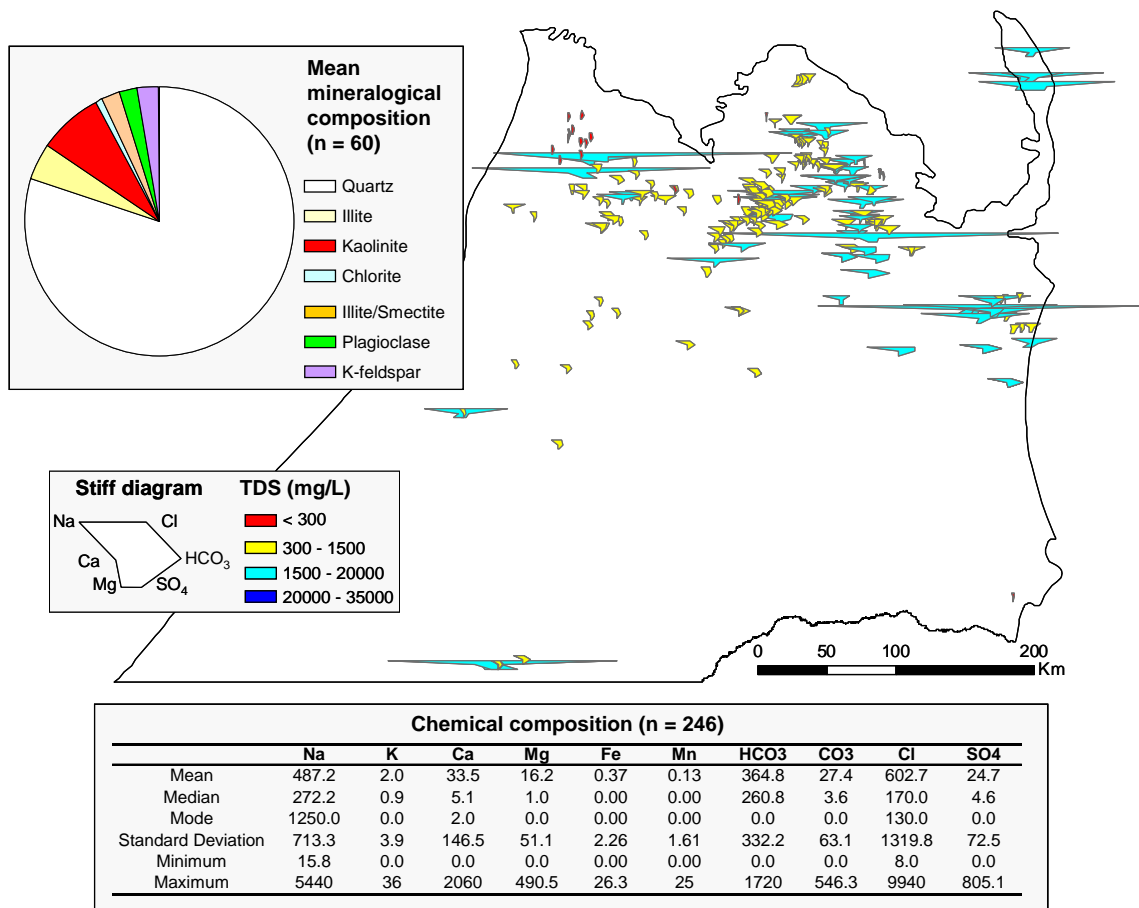 Mean
mineralogical
composition
(n = 60)
Quartz
Illite
Kaolinite
Chlorite
Illite/Smectite
Plagioclase
K-feldspar
Stiff diagram
TDS (mg/L)
Na
Cl
Ca
HCO3
Mg
SO4
< 300
300 - 1500
1500 - 20000
20000 - 35000
0 50 100 200
Km
Chemical composition (n = 246)
Na K Ca Mg Fe Mn HCO3 CO3 Cl SO4
Mean 487.2 2.0 33.5 16.2 0.37 0.13 364.8 27.4 602.7 24.7
Median 272.2 0.9 5.1 1.0 0.00 0.00 260.8 3.6 170.0 4.6
Mode 1250.0 0.0 2.0 0.0 0.00 0.00 0.0 0.0 130.0 0.0
Standard Deviation 713.3 3.9 146.5 51.1 2.26 1.61 332.2 63.1 1319.8 72.5
Minimum 15.8 0.0 0.0 0.0 0.00 0.00 0.0 0.0 8.0 0.0
Maximum 5440 36 2060 490.5 26.3 25 1720 546.3 9940 805.1